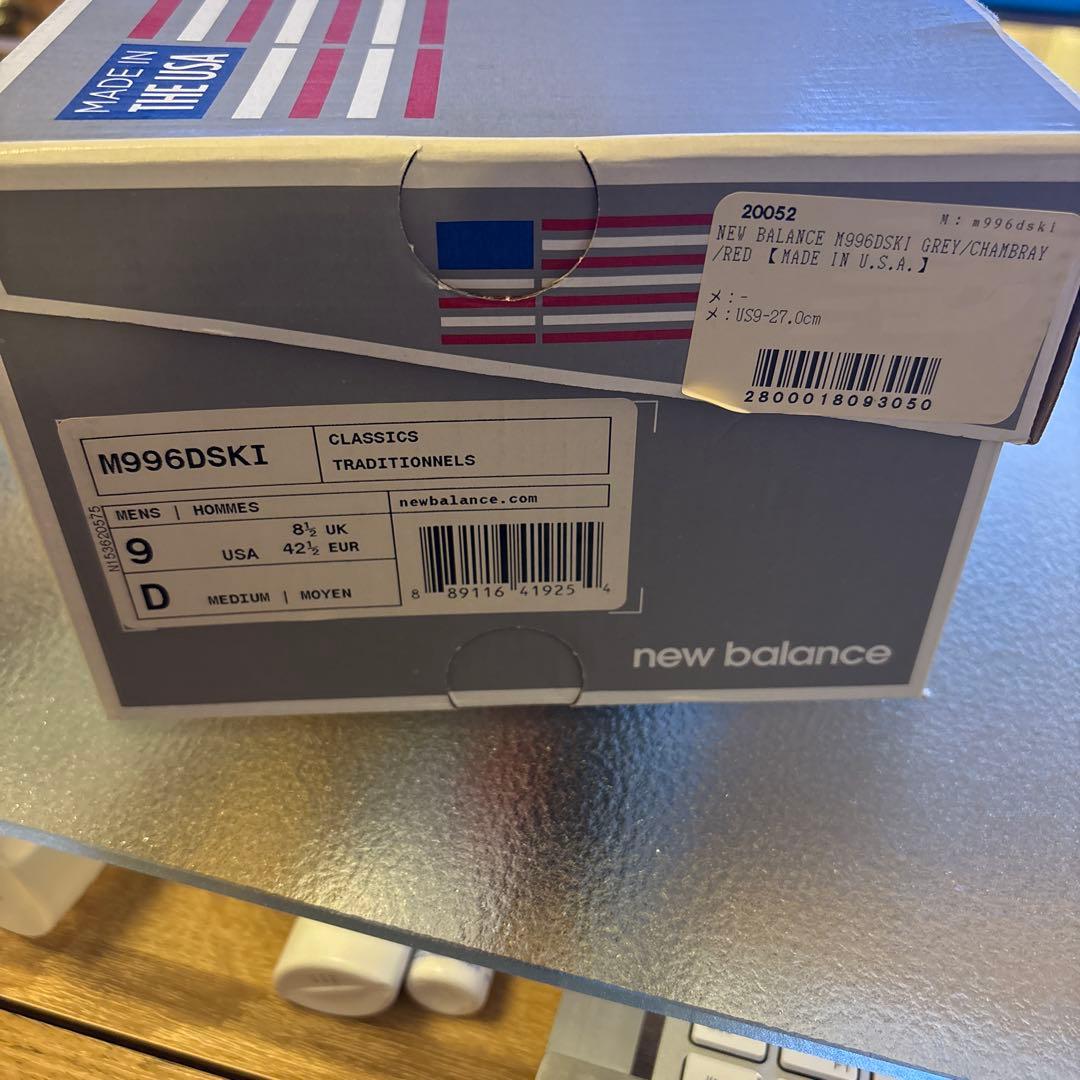 MADE IN
THE USA
20052
M: m996dski
NEW BALANCE M996DSKI GREY/CHAMBRAY
/RED 【MADE IN U.S.A.】
メ:-
メ:US9-27.0cm
2800018093050
M996DSKI
CLASSICS
TRADITIONNELS
MENS | HOMMES
newbalance.com
N153620575
9
USA
8½ UK
42½ EUR
D
MEDIUM | MOYEN
8 89116 41925 4
new balance